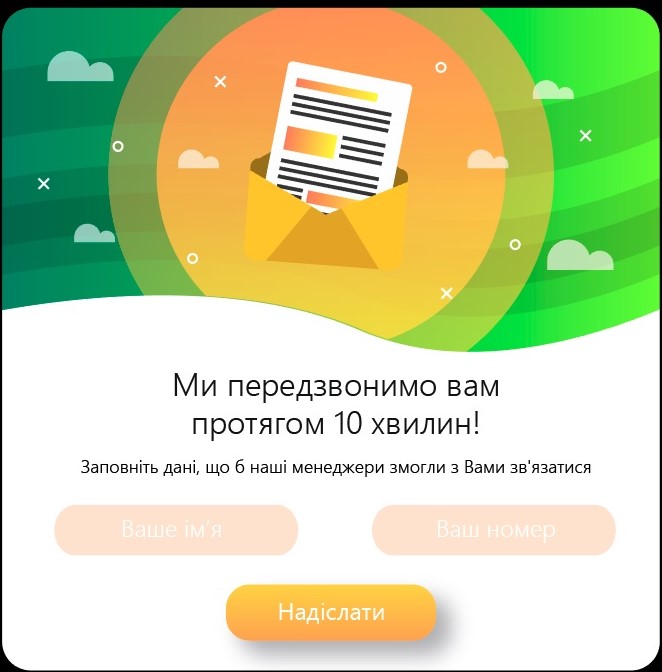 Ми передзвонимо вам
протягом 10 хвилин!
Заповніть дані, що б наші менеджери змогли з Вами зв'язатися
Ваше ім’я
Ваш номер
Надіслати